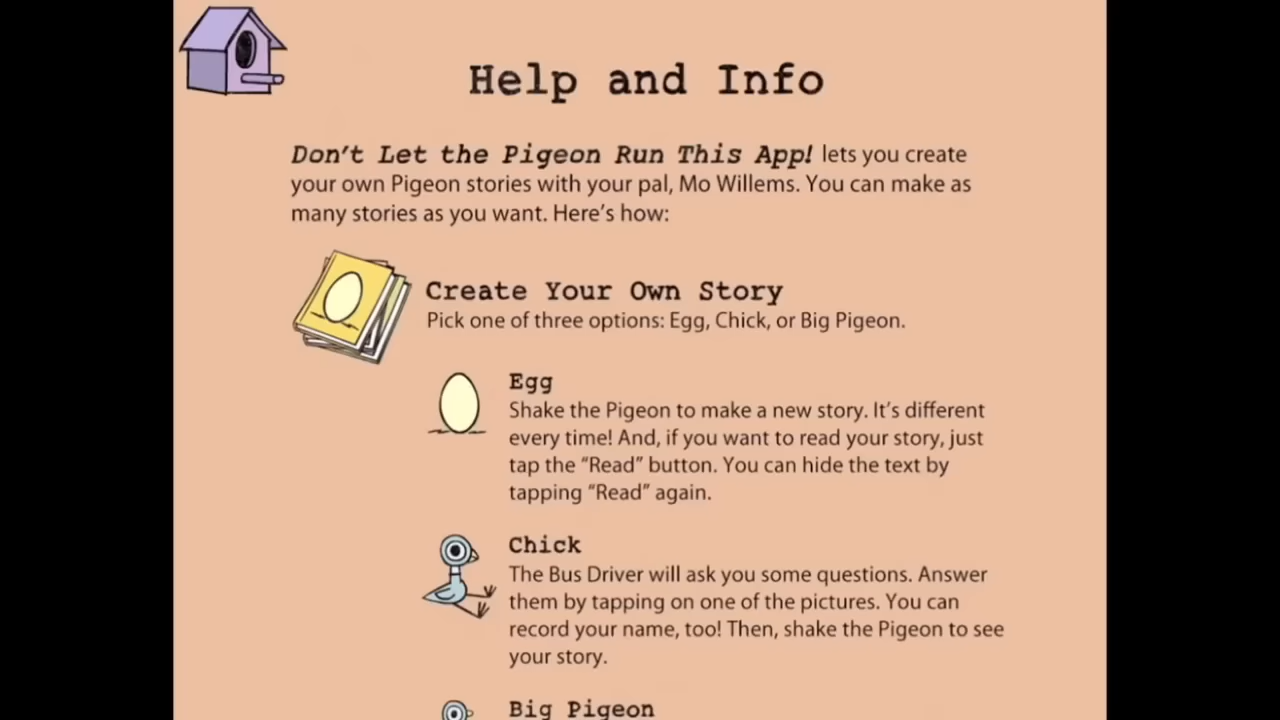 Help and Info
Don't Let the Pigeon Run This App! lets you create
your own Pigeon stories with your pal, Mo Willems. You can make as
many stories as you want. Here's how:
Create Your Own Story
Pick one of three options: Egg, Chick, or Big Pigeon.
Egg
Shake the Pigeon to make a new story. It's different
every time! And, if you want to read your story, just
tap the “Read” button. You can hide the text by
tapping “Read” again.
Chick
The Bus Driver will ask you some questions. Answer
them by tapping on one of the pictures. You can
record your name, too! Then, shake the Pigeon to see
your story.
Big Pigeon